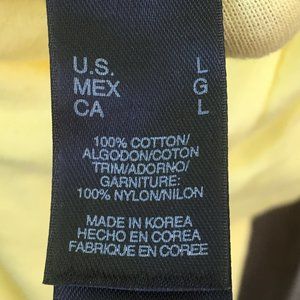 U.S. L
MEX G
CA L
100% COTTON/
ALGODON/COTON
TRIM/ADORNO/
GARNITURE:
100% NYLON/NILON
MADE IN KOREA
HECHO EN COREA
FABRIQUE EN COREE